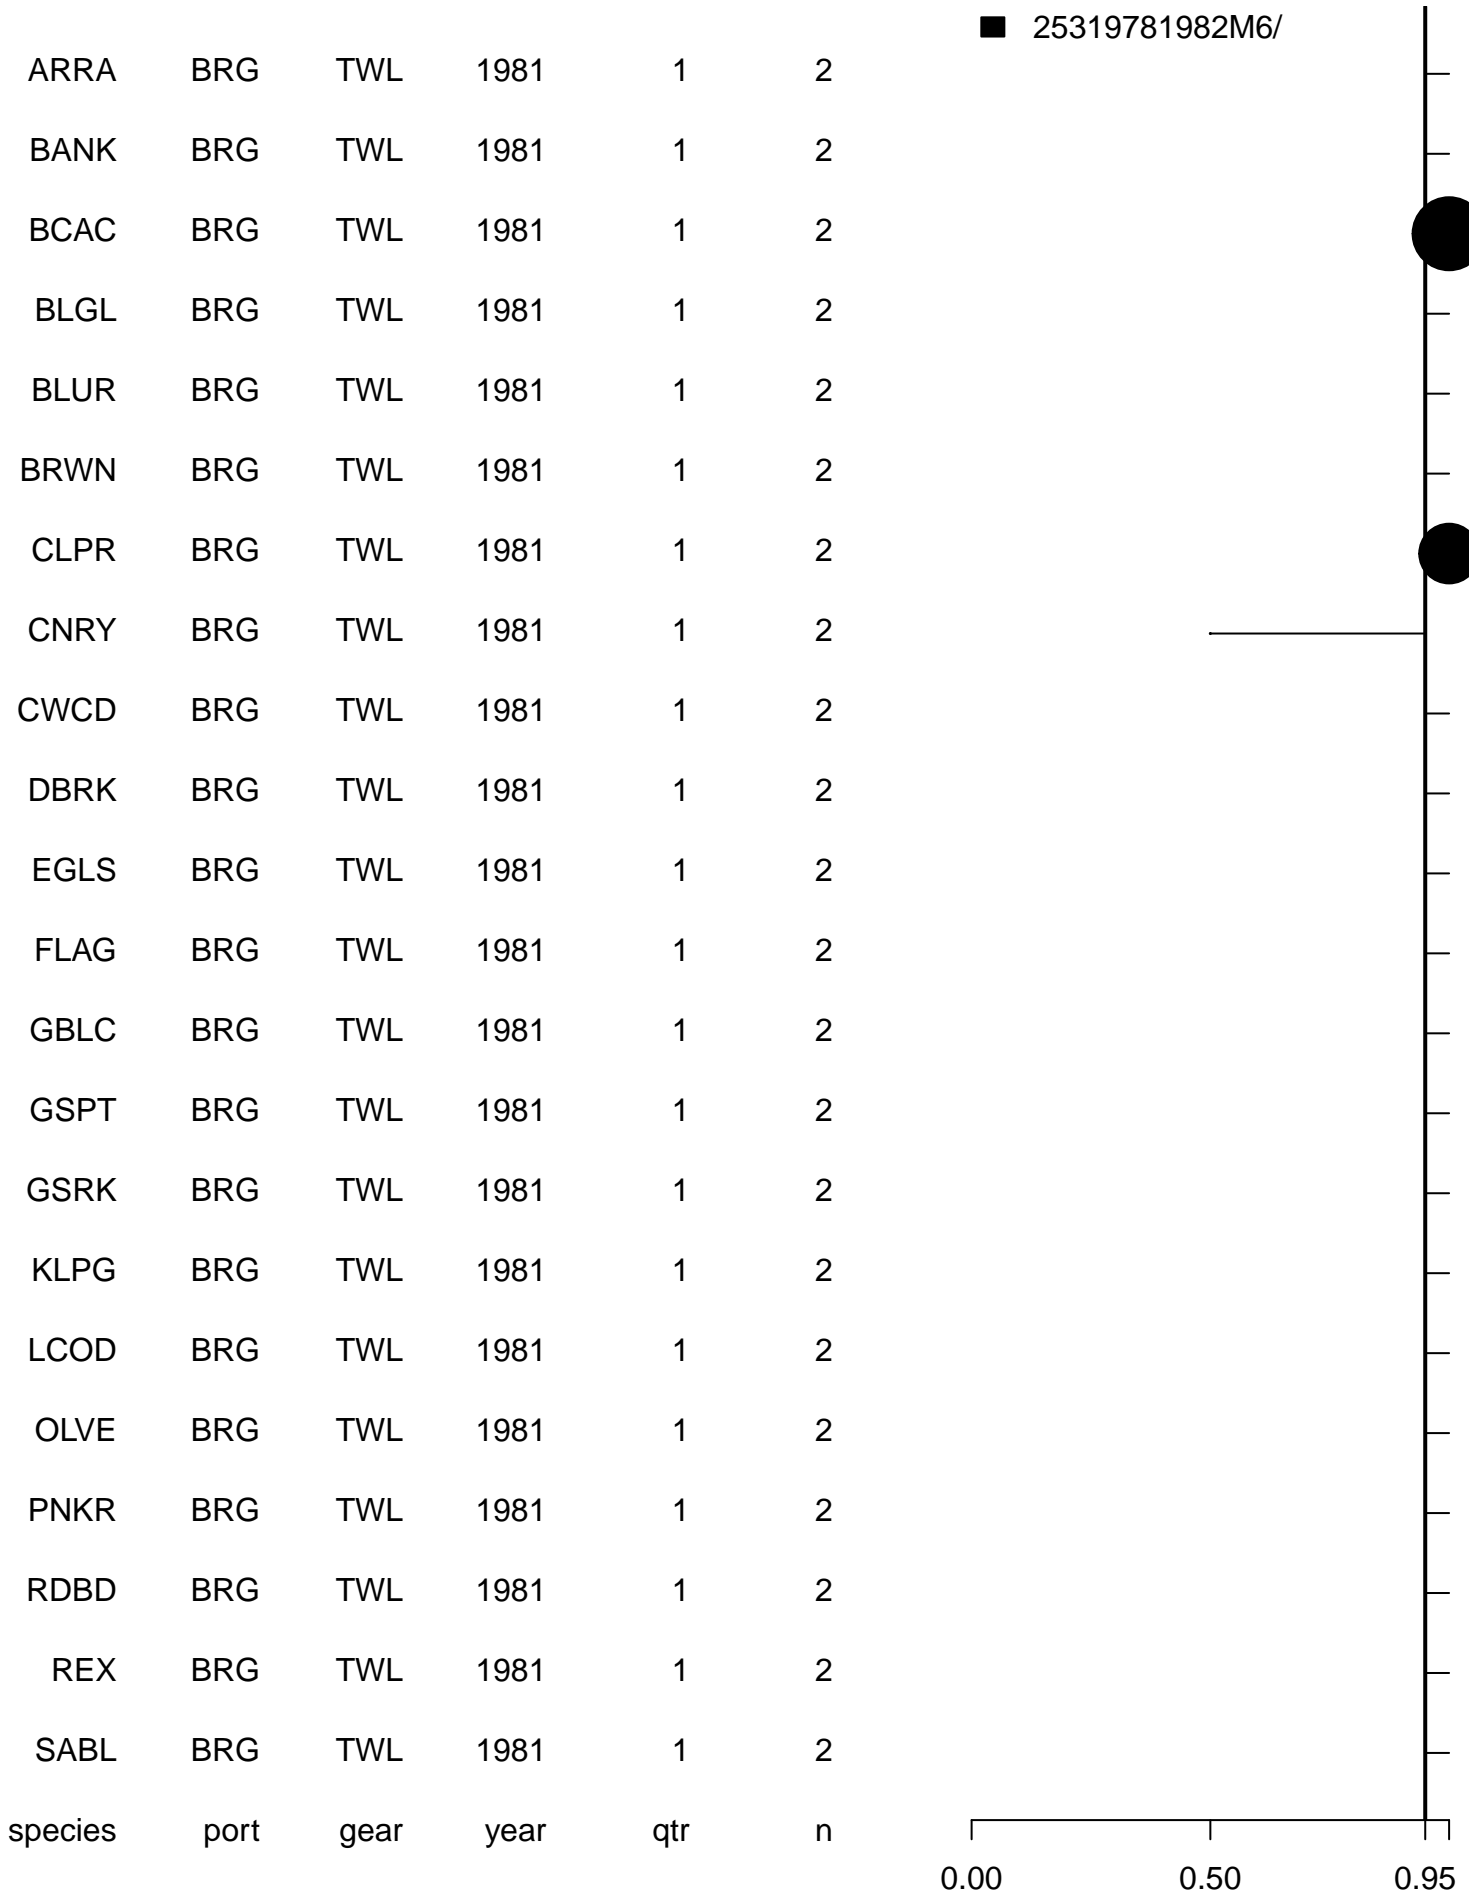 25319781982M6/
ARRA BRG TWL 1981 1 2
BANK BRG TWL 1981 1 2
BCAC BRG TWL 1981 1 2
BLGL BRG TWL 1981 1 2
BLUR BRG TWL 1981 1 2
BRWN BRG TWL 1981 1 2
CLPR BRG TWL 1981 1 2
CNRY BRG TWL 1981 1 2
CWCD BRG TWL 1981 1 2
DBRK BRG TWL 1981 1 2
EGLS BRG TWL 1981 1 2
FLAG BRG TWL 1981 1 2
GBLC BRG TWL 1981 1 2
GSPT BRG TWL 1981 1 2
GSRK BRG TWL 1981 1 2
KLPG BRG TWL 1981 1 2
LCOD BRG TWL 1981 1 2
OLVE BRG TWL 1981 1 2
PNKR BRG TWL 1981 1 2
RDBD BRG TWL 1981 1 2
REX BRG TWL 1981 1 2
SABL BRG TWL 1981 1 2
species port gear year qtr n
0.00 0.50 0.95